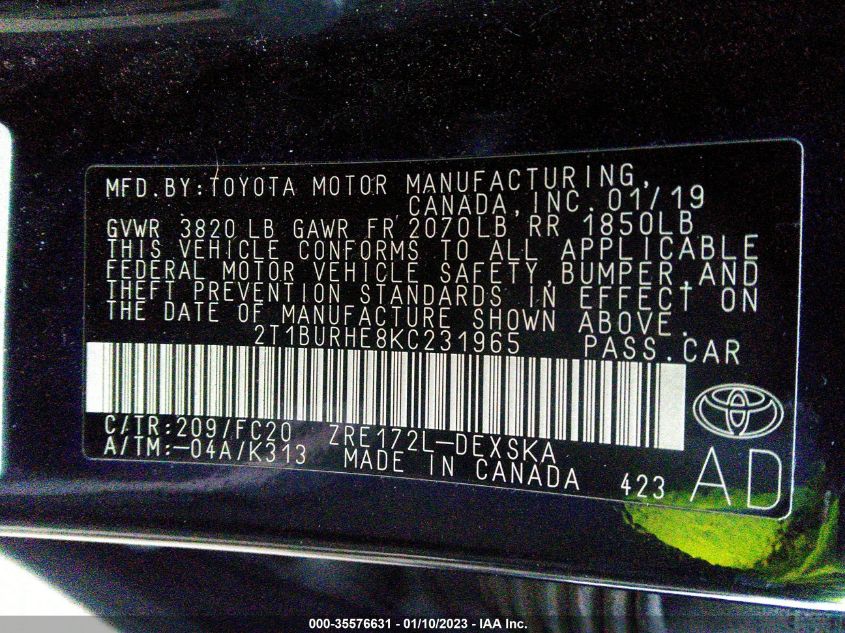 MFD.BY:TOYOTA MOTOR MANUFACTURING,
CANADA,INC.01/19
GVWR 3820 LB GAWR FR 2070LB RR 1850LB
THIS VEHICLE CONFORMS TO ALL APPLICABLE
FEDERAL MOTOR VEHICLE SAFETY,BUMPER,AND
THEFT PREVENTION STANDARDS IN EFFECT ON
THE DATE OF MANUFACTURE SHOWN ABOVE.
2T1BURHE8KC231965 PASS.CAR
C/TR:209/FC20 ZRE172L-DEXSKA
A/TM:-04A/K313 MADE IN CANADA 423 AD
000-35576631 - 01/10/2023 - IAA Inc.